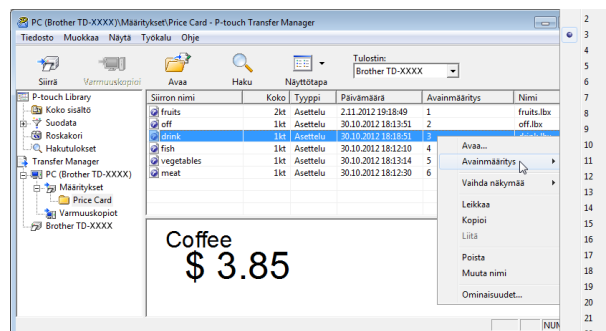 PC (Brother TD-XXXX)\Määritykset\Price Card - P-touch Transfer Manager
Tiedosto Muokkaa Näytä Työkalu Ohje
Siirrä Varmuuskopioi Avaa Haku Näyttötapa
Tulostin:
Brother TD-XXXX
P-touch Library
Koko sisältö
Suodata
Roskakori
Hakutulokset
Transfer Manager
PC (Brother TD-XXXX)
Määritykset
Price Card
Varmuuskopiot
Brother TD-XXXX
Siirron nimi Koko Tyyppi Päivämäärä Avainmääritys Nimi
fruits 2kt Asettelu 2.11.2012 19:18:49 1 fruits.lbx
off 1kt Asettelu 30.10.2012 18:13:51 2 off.lbx
drink 1kt Asettelu 30.10.2012 18:18:51 3
fish 1kt Asettelu 30.10.2012 18:12:10 4
vegetables 1kt Asettelu 30.10.2012 18:13:14 5
meat 1kt Asettelu 30.10.2012 18:12:30 6
Avaa...
Avainmääritys
Vaihda näkymää
Leikkaa
Kopioi
Liitä
Poista
Muuta nimi
Ominaisuudet...
Coffee
$ 3.85
NUM
2
3
4
5
6
7
8
9
10
11
12
13
14
15
16
17
18
19
20
21